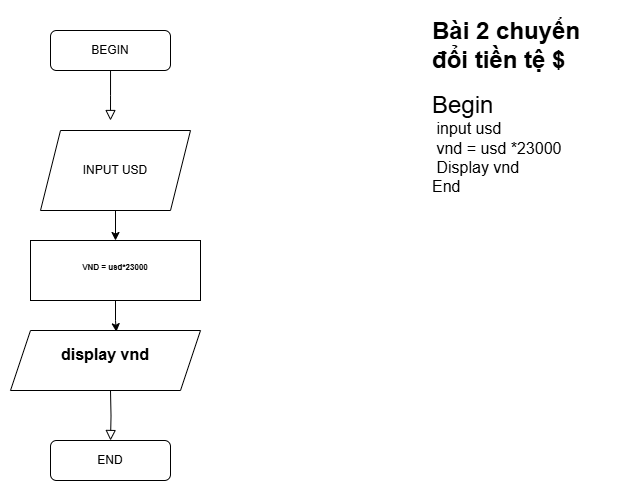 BEGIN
INPUT USD
VND = usd*23000
display vnd
END
Bài 2 chuyến
đổi tiền tệ $
Begin
input usd
vnd = usd *23000
Display vnd
End